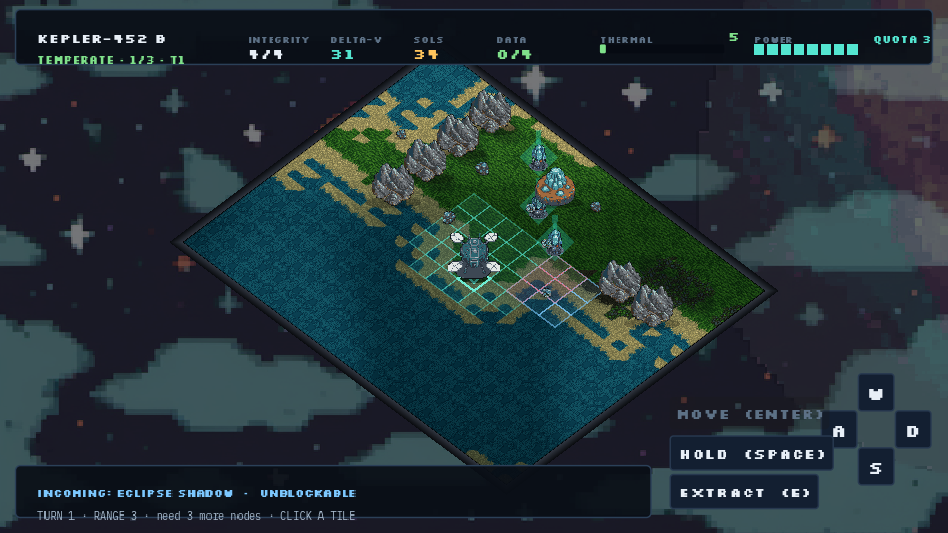 KEPLER-452 B
TEMPERATE · 1/3 · T1
INTEGRITY
4/4
DELTA-V
31
SOLS
34
DATA
0/4
THERMAL
5
POWER
QUOTA 3
MOVE (ENTER)
HOLD (SPACE)
EXTRACT (E)
W
A
D
S
INCOMING: ECLIPSE SHADOW · UNBLOCKABLE
TURN 1 · RANGE 3 · need 3 more nodes · CLICK A TILE